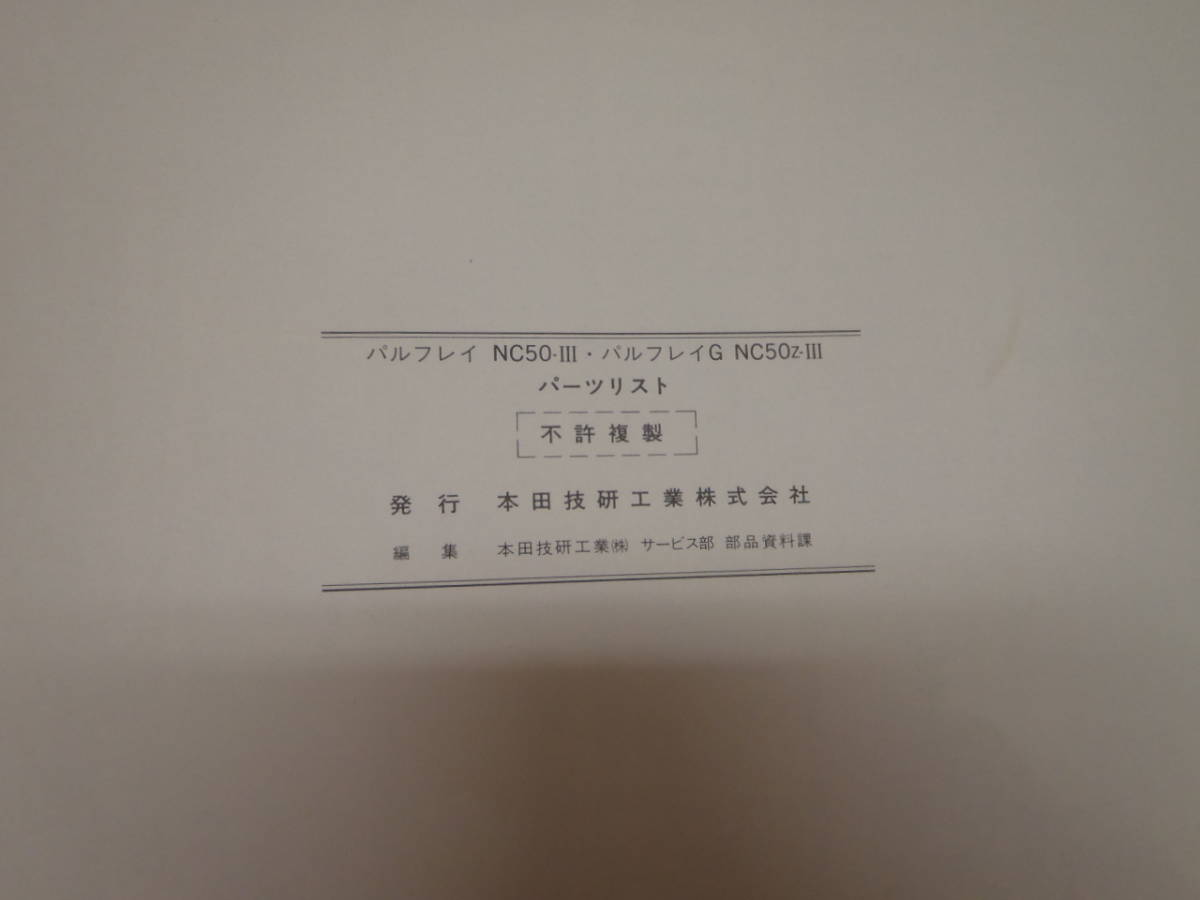 パルフレイ NC50-III・パルフレイG NC50Z-III
パーツリスト
不許複製
発行 本田技研工業株式会社
編集 本田技研工業㈱ サービス部 部品資料課